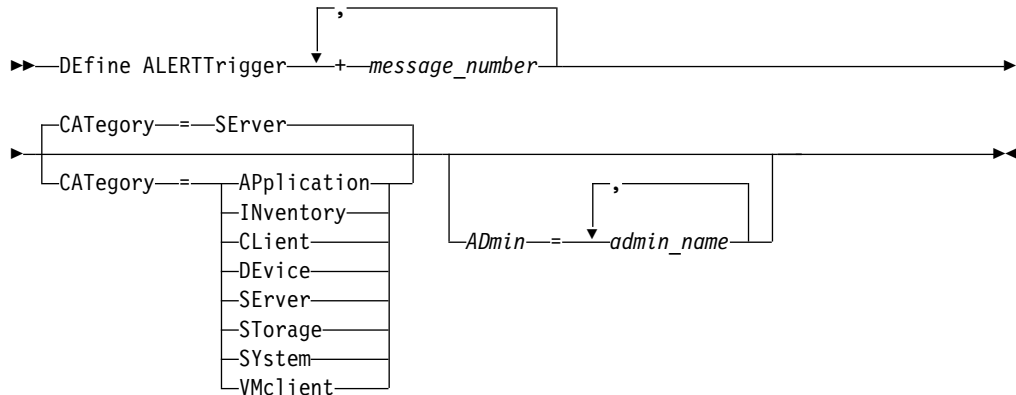 ,
DEfine ALERTTrigger + message_number
CATegory = SErver
CATegory = APplication
INventory
CLient
DEvice
SErver
STorage
SYstem
VMclient
,
ADmin = admin_name